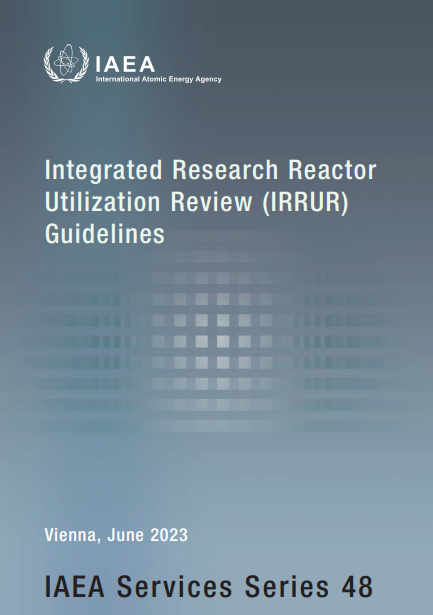 IAEA
International Atomic Energy Agency
Integrated Research Reactor
Utilization Review (IRRUR)
Guidelines
Vienna, June 2023
IAEA Services Series 48